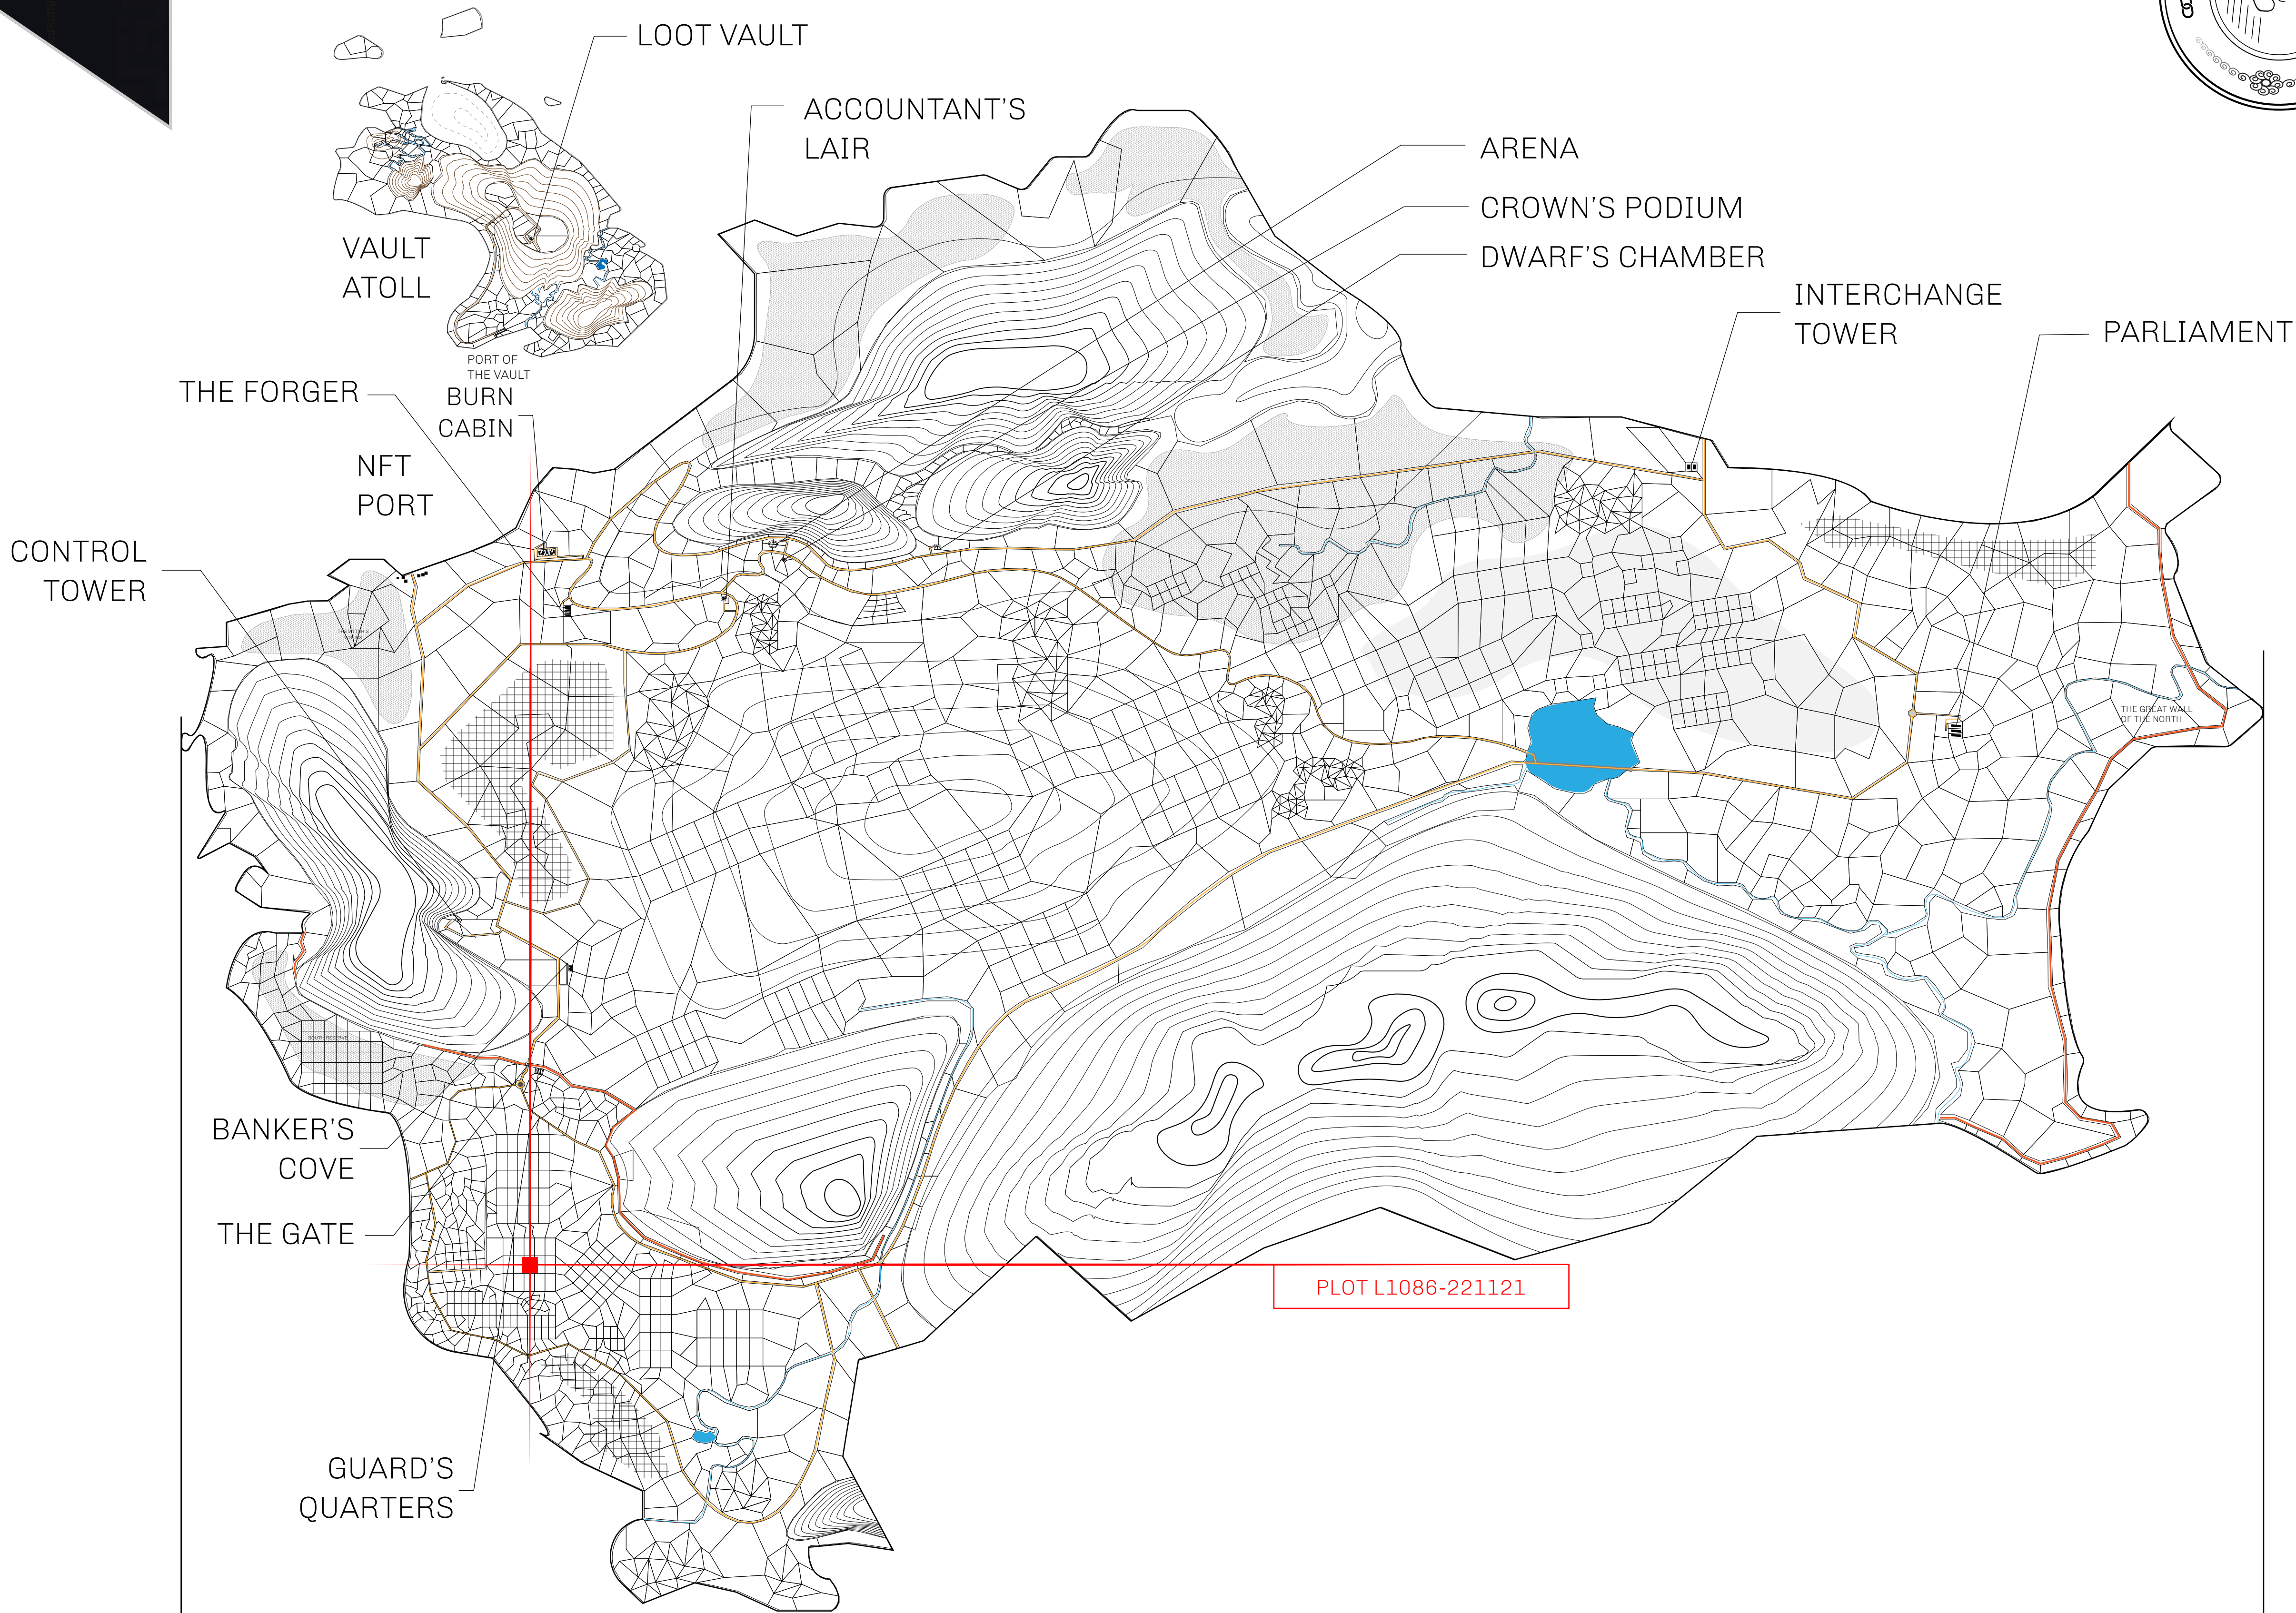 LOOT VAULT
ACCOUNTANT'S
LAIR
ARENA
CROWN'S PODIUM
DWARF'S CHAMBER
INTERCHANGE
TOWER
PARLIAMENT
VAULT
ATOLL
PORT OF
THE VAULT
THE FORGER
BURN
CABIN
NFT
PORT
CONTROL
TOWER
THE GREAT WALL
OF THE NORTH
SOUTH RESERVE
BANKER'S
COVE
THE GATE
PLOT L1086-221121
GUARD'S
QUARTERS